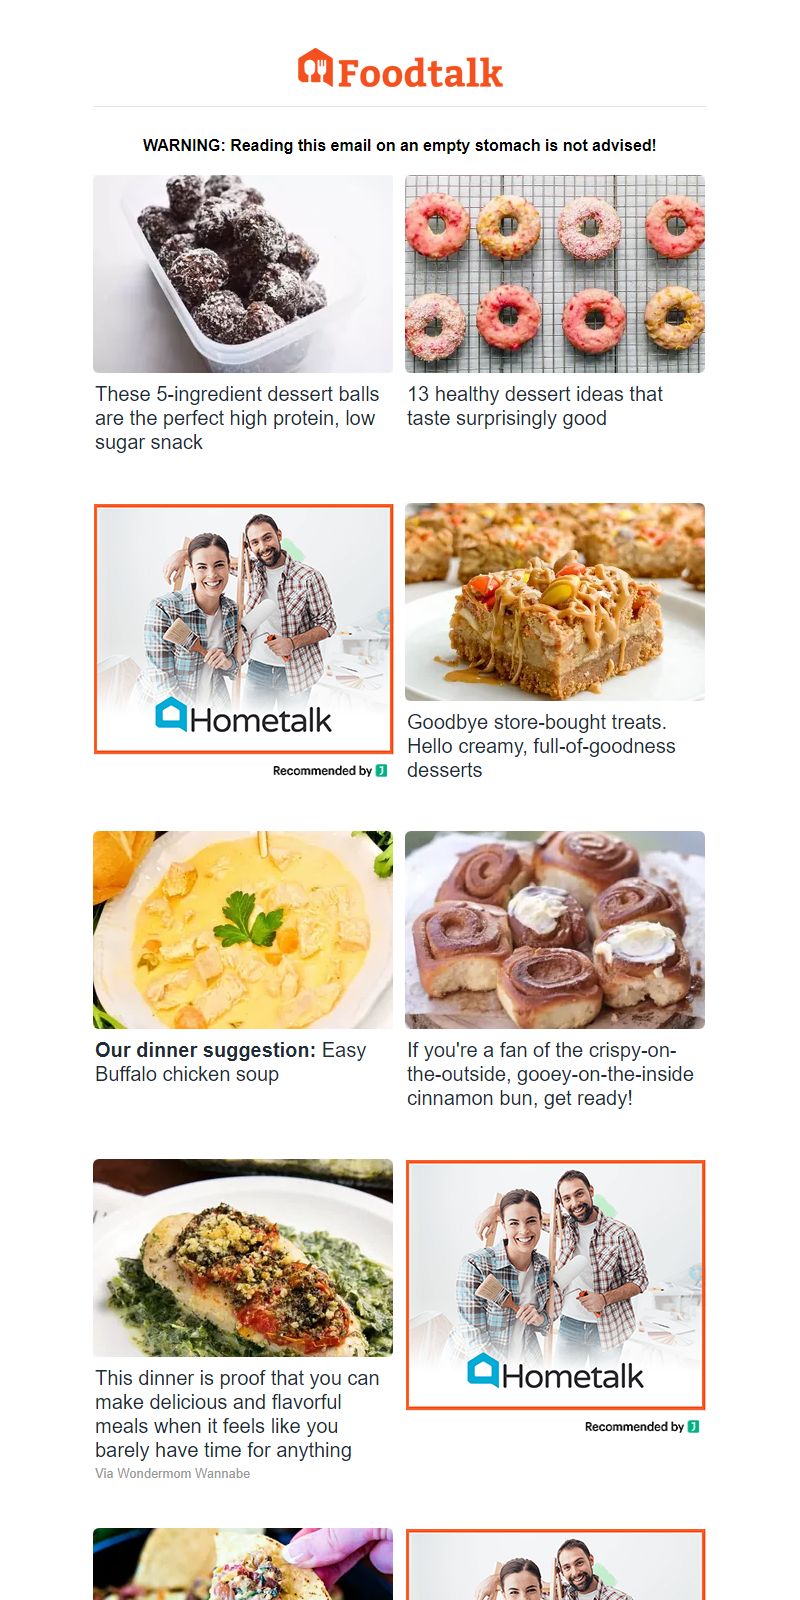 Foodtalk
WARNING: Reading this email on an empty stomach is not advised!
These 5-ingredient dessert balls
are the perfect high protein, low
sugar snack
13 healthy dessert ideas that
taste surprisingly good
Hometalk
Recommended by J
Goodbye store-bought treats.
Hello creamy, full-of-goodness
desserts
Our dinner suggestion: Easy
Buffalo chicken soup
If you're a fan of the crispy-on-
the-outside, gooey-on-the-inside
cinnamon bun, get ready!
This dinner is proof that you can
make delicious and flavorful
meals when it feels like you
barely have time for anything
Via Wondermom Wannabe
Hometalk
Recommended by J